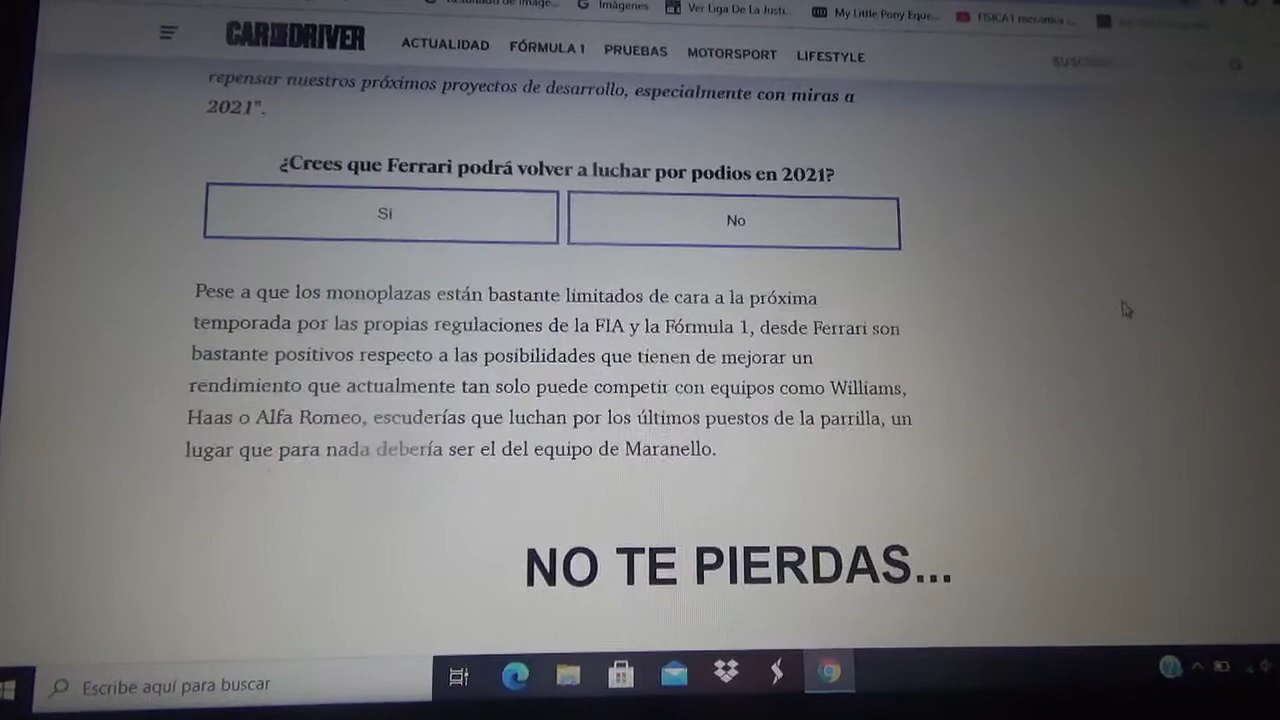 Imágenes
Ver Liga De La Justi...
My Little Pony Eque...
CAR AND DRIVER
ACTUALIDAD
FÓRMULA 1
PRUEBAS
MOTORSPORT
LIFESTYLE
repensar nuestros próximos proyectos de desarrollo, especialmente con miras a
2021".
¿Crees que Ferrari podrá volver a luchar por podios en 2021?
Sí
No
Pese a que los monoplazas están bastante limitados de cara a la próxima
temporada por las propias regulaciones de la FIA y la Fórmula 1, desde Ferrari son
bastante positivos respecto a las posibilidades que tienen de mejorar un
rendimiento que actualmente tan solo puede competir con equipos como Williams,
Haas o Alfa Romeo, escuderías que luchan por los últimos puestos de la parrilla, un
lugar que para nada debería ser el del equipo de Maranello.
NO TE PIERDAS...
Escribe aquí para buscar